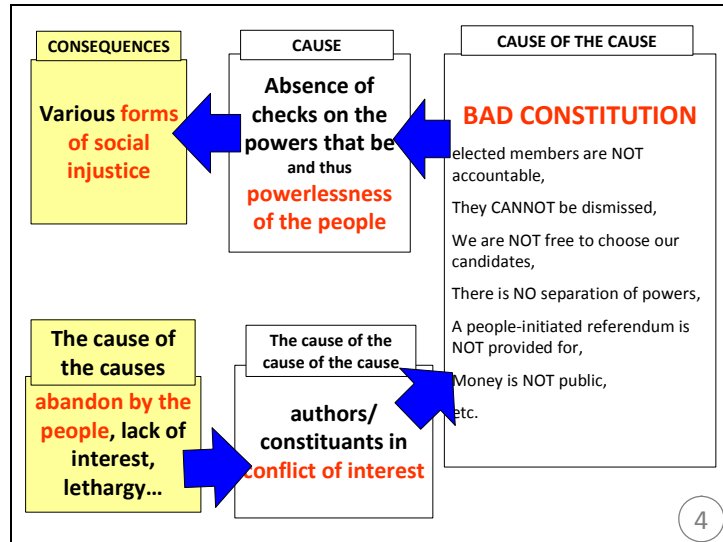 CONSEQUENCES
Various forms
of social
injustice
CAUSE
Absence of
checks on the
powers that be
and thus
powerlessness
of the people
CAUSE OF THE CAUSE
BAD CONSTITUTION
elected members are NOT
accountable,
They CANNOT be dismissed,
We are NOT free to choose our
candidates,
There is NO separation of powers,
A people-initiated referendum is
NOT provided for,
Money is NOT public,
etc.
The cause of
the causes
abandon by the
people, lack of
interest,
lethargy…
The cause of the
cause of the cause
authors/
constituants in
conflict of interest
4